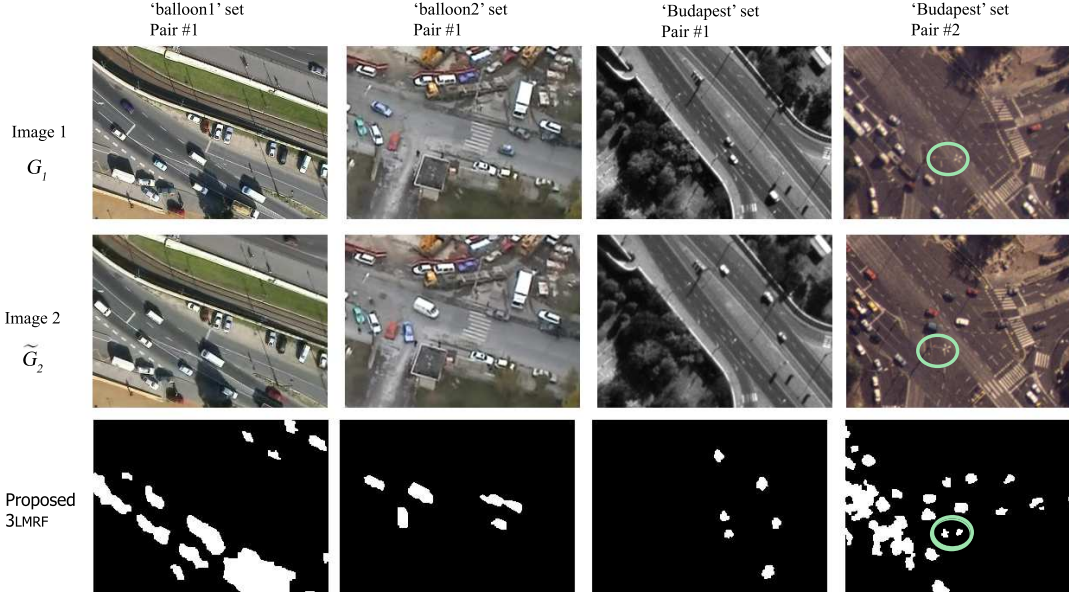 ‘balloon1’ set
Pair #1
‘balloon2’ set
Pair #1
‘Budapest’ set
Pair #1
‘Budapest’ set
Pair #2
Image 1
G₁
Image 2
G̃₂
Proposed
3LMRF